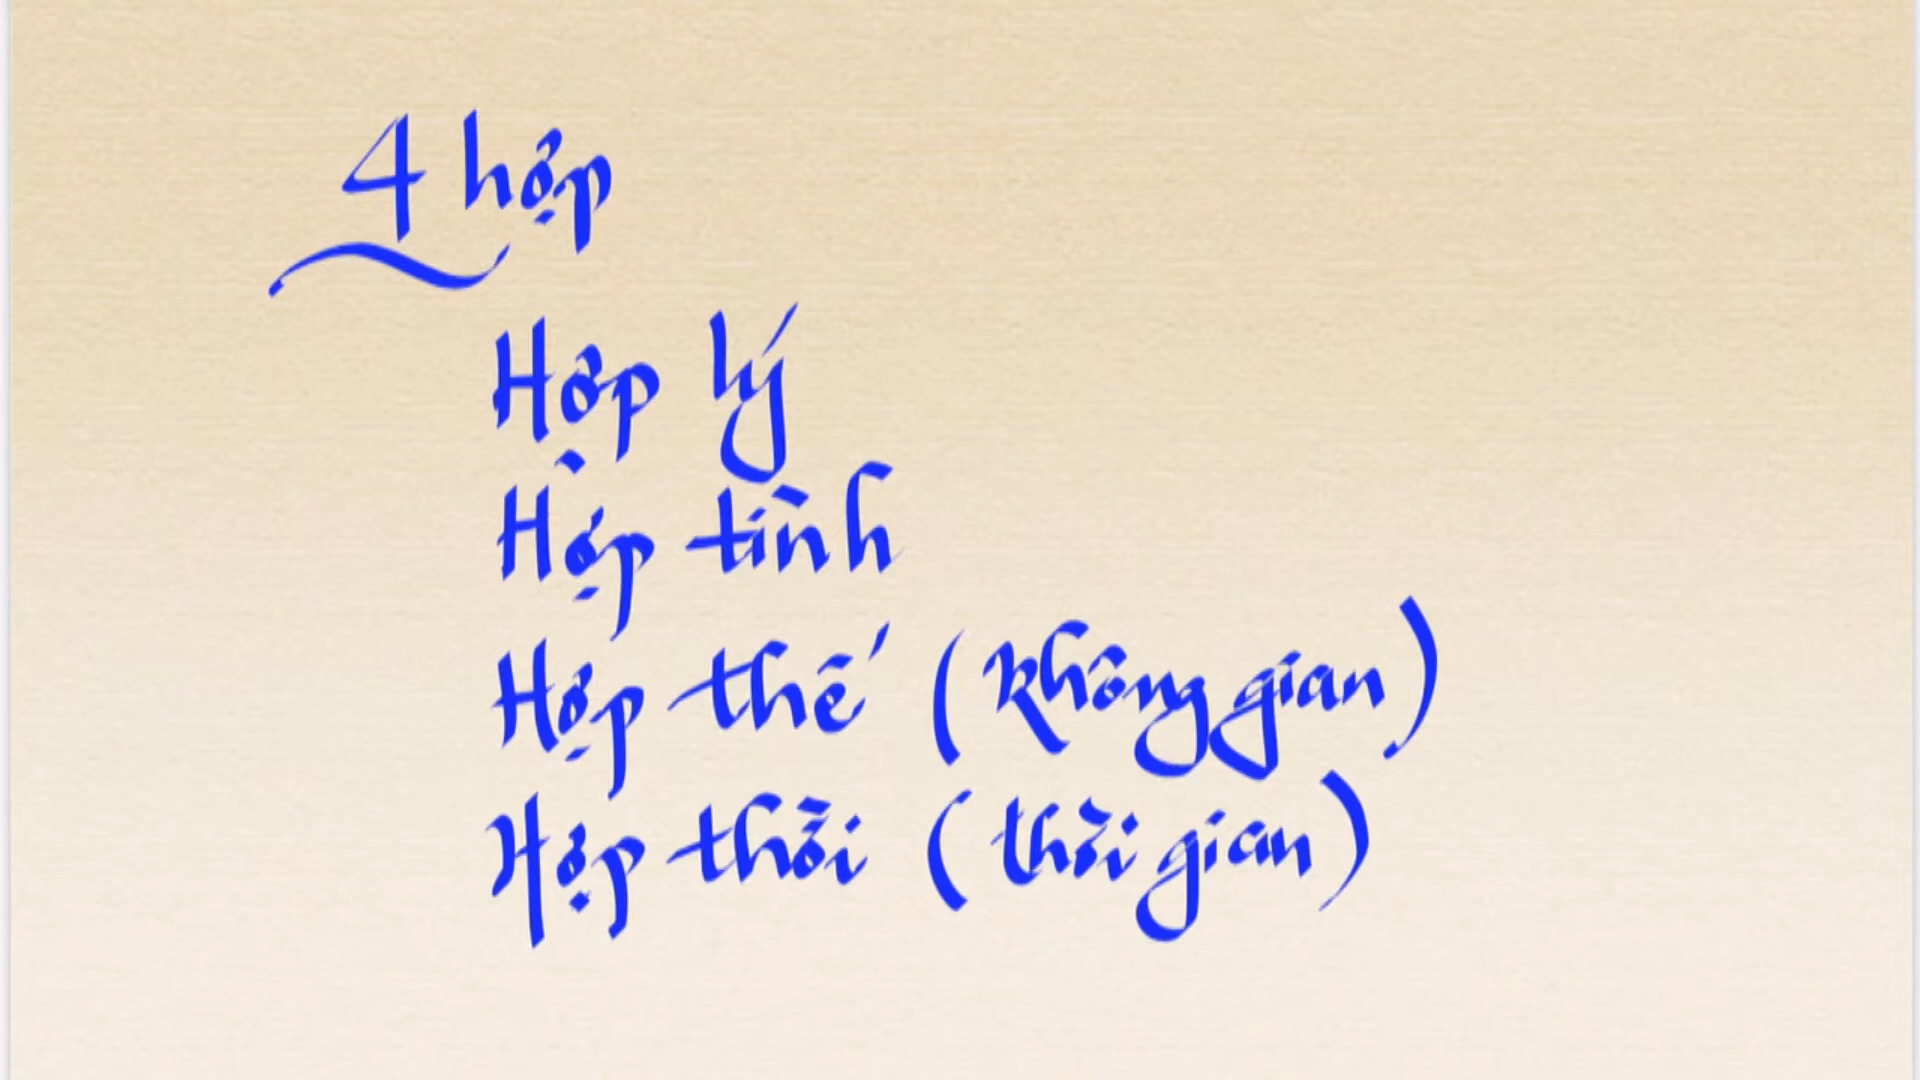 4 hợp
Hợp lý
Hợp tình
Hợp thế (không gian)
Hợp thời (thời gian)